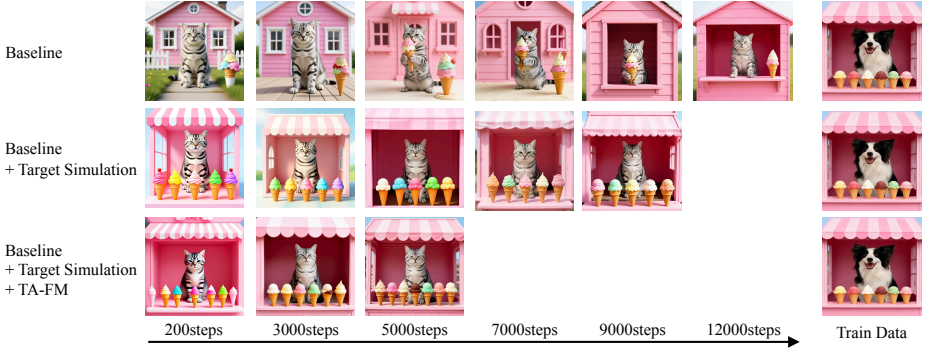 Baseline
Baseline
+ Target Simulation
Baseline
+ Target Simulation
+ TA-FM
200steps 3000steps 5000steps 7000steps 9000steps 12000steps Train Data